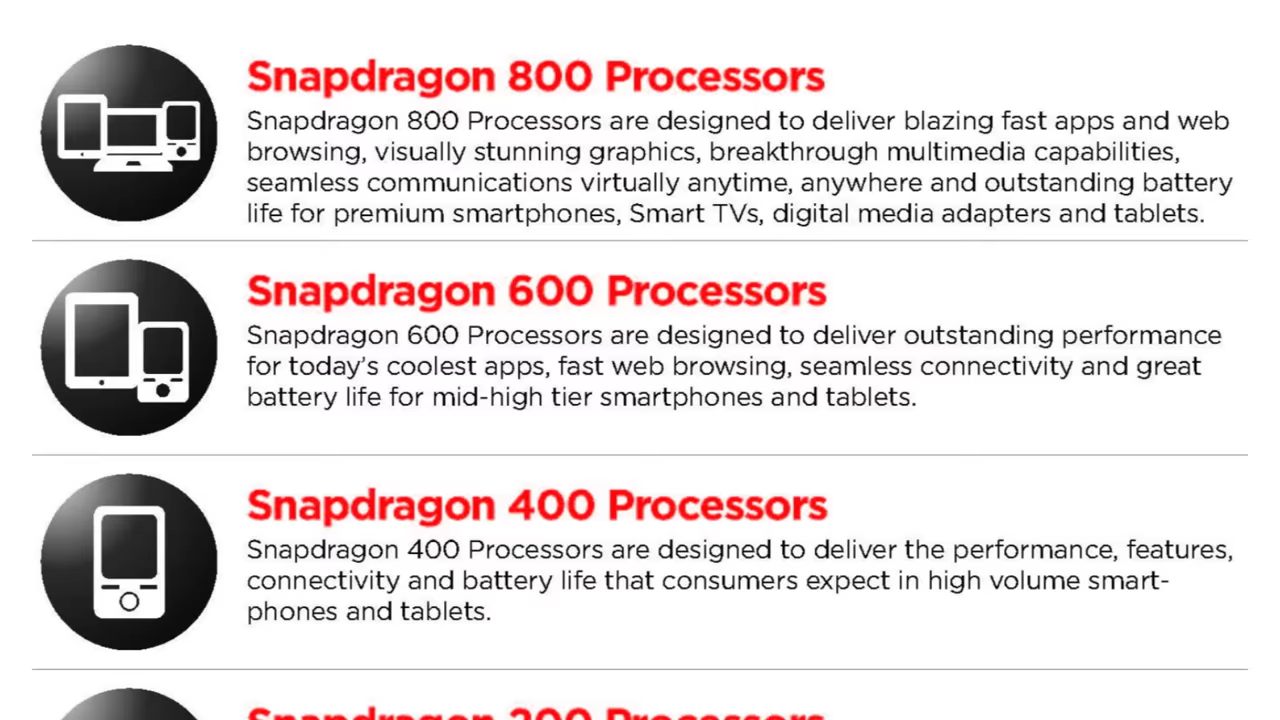 Snapdragon 800 Processors
Snapdragon 800 Processors are designed to deliver blazing fast apps and web
browsing, visually stunning graphics, breakthrough multimedia capabilities,
seamless communications virtually anytime, anywhere and outstanding battery
life for premium smartphones, Smart TVs, digital media adapters and tablets.
Snapdragon 600 Processors
Snapdragon 600 Processors are designed to deliver outstanding performance
for today's coolest apps, fast web browsing, seamless connectivity and great
battery life for mid-high tier smartphones and tablets.
Snapdragon 400 Processors
Snapdragon 400 Processors are designed to deliver the performance, features,
connectivity and battery life that consumers expect in high volume smart-
phones and tablets.
Snapdragon 200 Processors